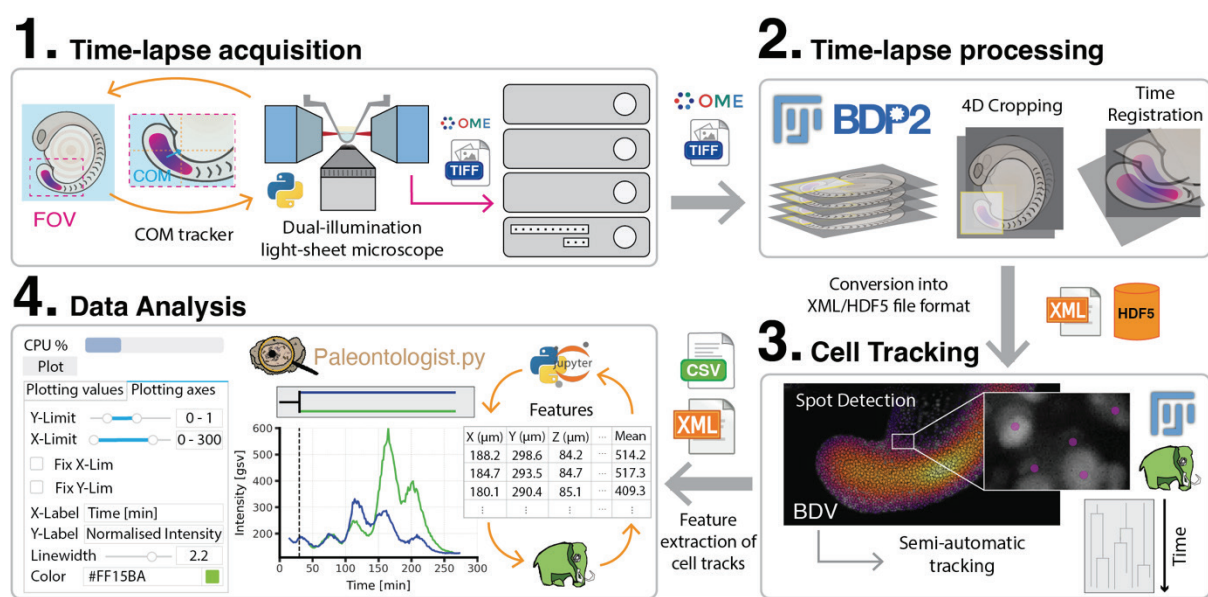 1. Time-lapse acquisition
FOV
COM
COM tracker
Dual-illumination
light-sheet microscope
OME
TIFF
OME
TIFF
2. Time-lapse processing
BDP2
4D Cropping
Time
Registration
Conversion into
XML/HDF5 file format
XML
HDF5
3. Cell Tracking
Spot Detection
BDV
Semi-automatic
tracking
Time
CSV
XML
Feature
extraction of
cell tracks
4. Data Analysis
CPU %
Plot
Plotting values
Plotting axes
Y-Limit
0 - 1
X-Limit
0 - 300
Fix X-Lim
Fix Y-Lim
X-Label
Time [min]
Y-Label
Normalised Intensity
Linewidth
2.2
Color
#FF15BA
Paleontologist.py
Jupyter
Features
Intensity [gsv]
600
500
400
300
200
0 50 100 150 200 250 300
Time [min]
X (μm) Y (μm) Z (μm) ... Mean
188.2 298.6 84.2 ... 514.2
184.7 293.5 84.7 ... 517.3
180.1 290.4 85.1 ... 409.3
⋮ ⋮ ⋮ ⋮